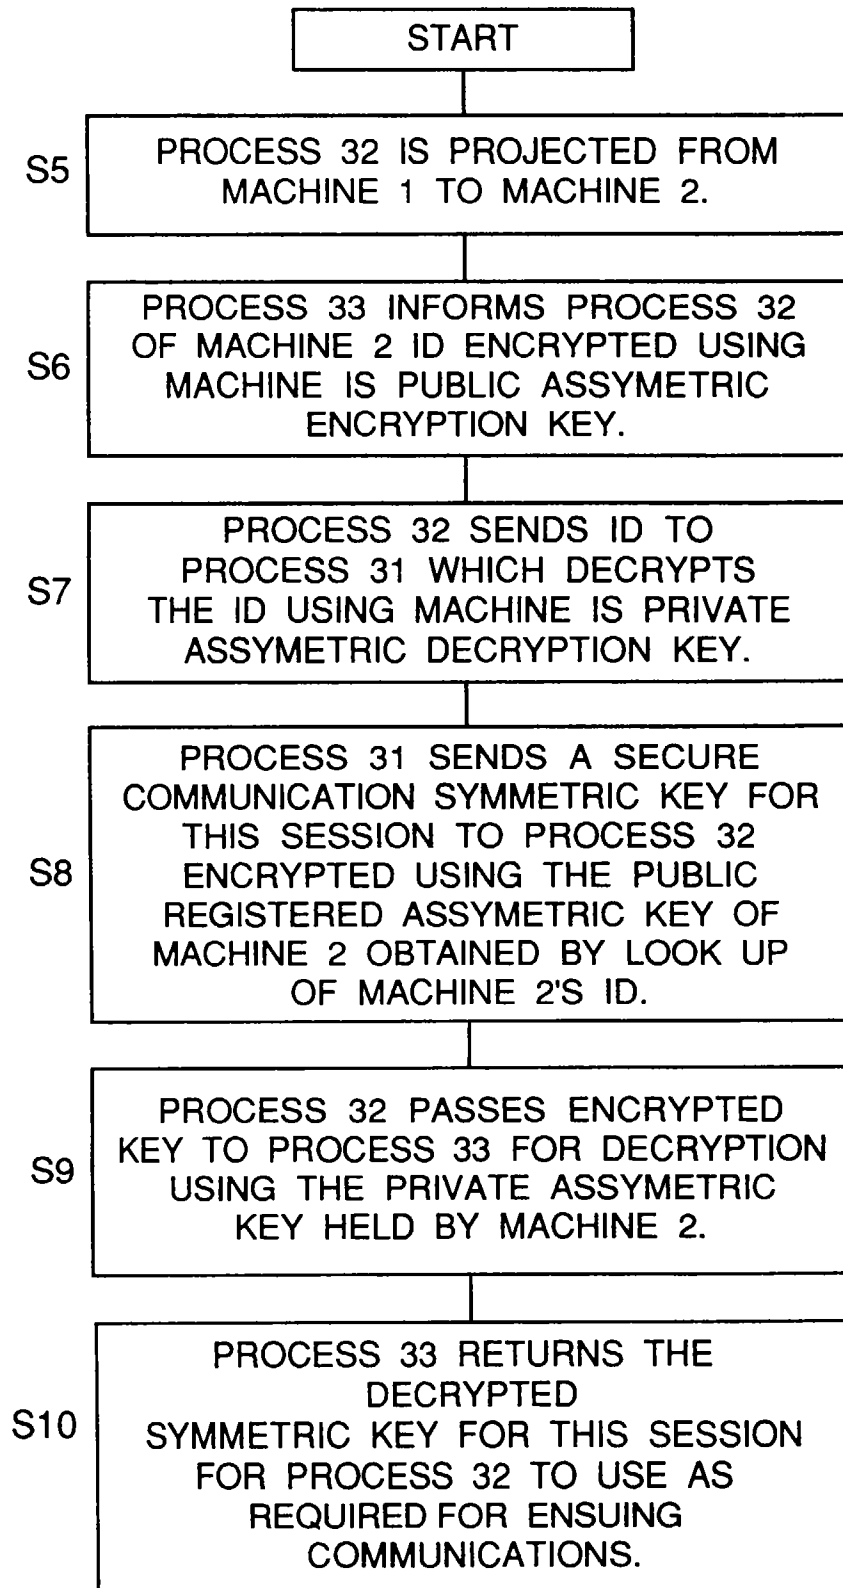 START
S5
PROCESS 32 IS PROJECTED FROM
MACHINE 1 TO MACHINE 2.
S6
PROCESS 33 INFORMS PROCESS 32
OF MACHINE 2 ID ENCRYPTED USING
MACHINE IS PUBLIC ASSYMETRIC
ENCRYPTION KEY.
S7
PROCESS 32 SENDS ID TO
PROCESS 31 WHICH DECRYPTS
THE ID USING MACHINE IS PRIVATE
ASSYMETRIC DECRYPTION KEY.
S8
PROCESS 31 SENDS A SECURE
COMMUNICATION SYMMETRIC KEY FOR
THIS SESSION TO PROCESS 32
ENCRYPTED USING THE PUBLIC
REGISTERED ASSYMETRIC KEY OF
MACHINE 2 OBTAINED BY LOOK UP
OF MACHINE 2'S ID.
S9
PROCESS 32 PASSES ENCRYPTED
KEY TO PROCESS 33 FOR DECRYPTION
USING THE PRIVATE ASSYMETRIC
KEY HELD BY MACHINE 2.
S10
PROCESS 33 RETURNS THE
DECRYPTED
SYMMETRIC KEY FOR THIS SESSION
FOR PROCESS 32 TO USE AS
REQUIRED FOR ENSUING
COMMUNICATIONS.